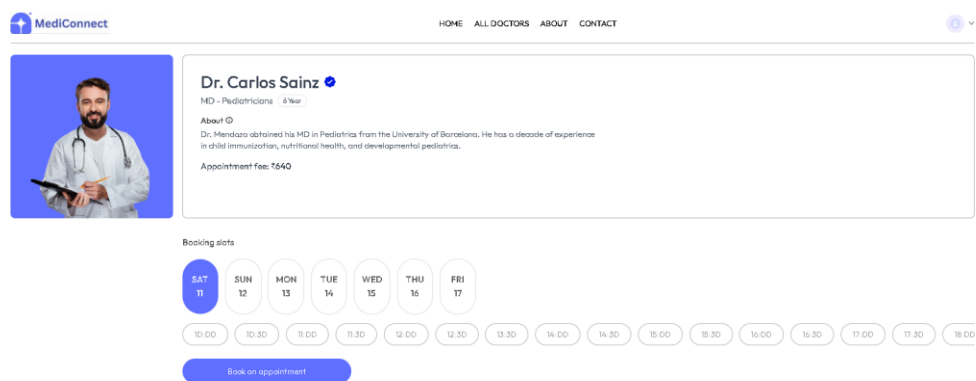 MediConnect
HOME ALL DOCTORS ABOUT CONTACT
Dr. Carlos Sainz
MD - Pediatricians 6 Year
About
Dr. Mendoza obtained his MD in Pediatrics from the University of Barcelona. He has a decade of experience
in child immunization, nutritional health, and developmental pediatrics.
Appointment fee: ₹640
Booking slots
SAT SUN MON TUE WED THU FRI
11 12 13 14 15 16 17
10:00 10:30 11:00 11:30 12:00 12:30 13:30 14:00 14:30 15:00 15:30 16:00 16:30 17:00 17:30 18:00
Book an appointment